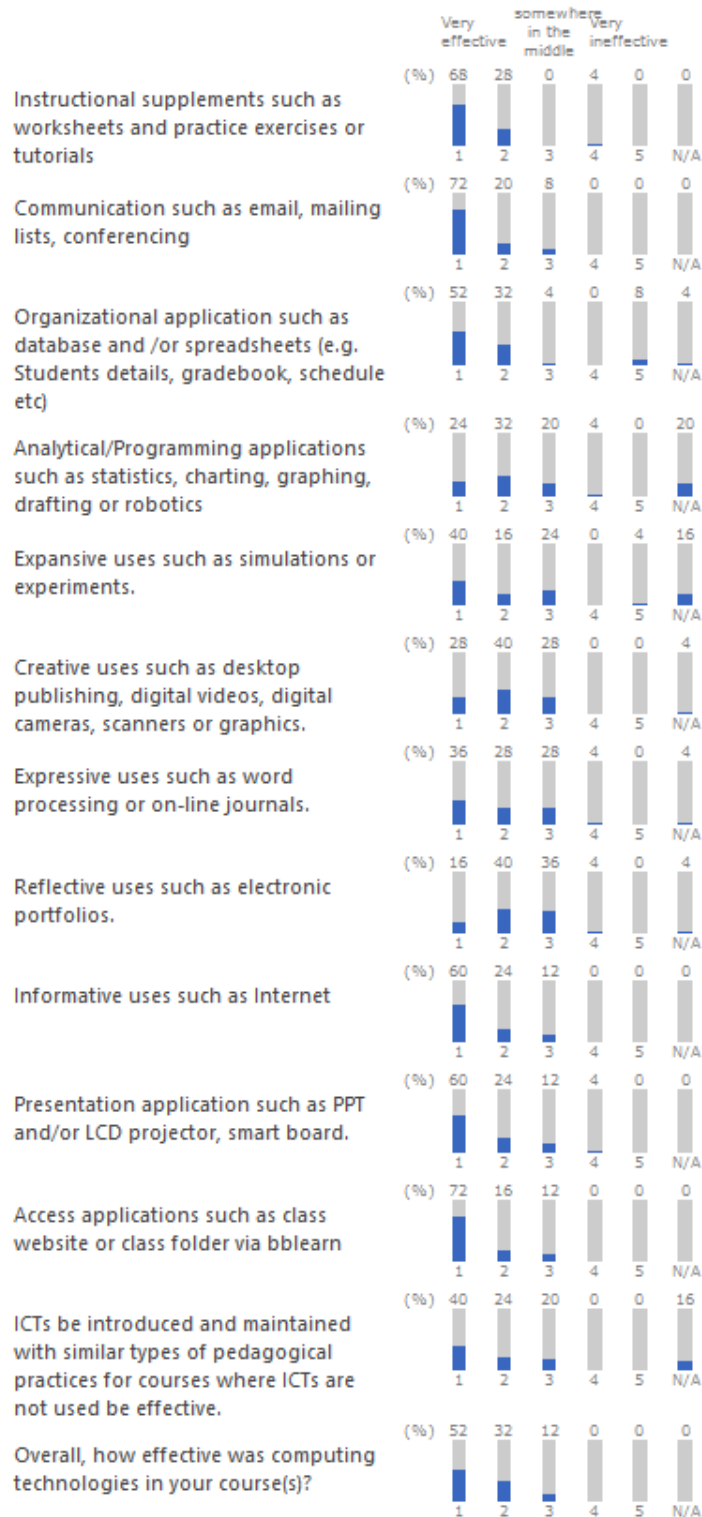 Very effective somewhere in the middle Very ineffective
(%) 68 28 0 4 0 0
Instructional supplements such as
worksheets and practice exercises or
tutorials
1 2 3 4 5 N/A
(%) 72 20 8 0 0 0
Communication such as email, mailing
lists, conferencing
1 2 3 4 5 N/A
(%) 52 32 4 0 8 4
Organizational application such as
database and /or spreadsheets (e.g.
Students details, gradebook, schedule
etc)
1 2 3 4 5 N/A
(%) 24 32 20 4 0 20
Analytical/Programming applications
such as statistics, charting, graphing,
drafting or robotics
1 2 3 4 5 N/A
(%) 40 16 24 0 4 16
Expansive uses such as simulations or
experiments.
1 2 3 4 5 N/A
(%) 28 40 28 0 0 4
Creative uses such as desktop
publishing, digital videos, digital
cameras, scanners or graphics.
1 2 3 4 5 N/A
(%) 36 28 28 4 0 4
Expressive uses such as word
processing or on-line journals.
1 2 3 4 5 N/A
(%) 16 40 36 4 0 4
Reflective uses such as electronic
portfolios.
1 2 3 4 5 N/A
(%) 60 24 12 0 0 0
Informative uses such as Internet
1 2 3 4 5 N/A
(%) 60 24 12 4 0 0
Presentation application such as PPT
and/or LCD projector, smart board.
1 2 3 4 5 N/A
(%) 72 16 12 0 0 0
Access applications such as class
website or class folder via bblearn
1 2 3 4 5 N/A
(%) 40 24 20 0 0 16
ICTs be introduced and maintained
with similar types of pedagogical
practices for courses where ICTs are
not used be effective.
1 2 3 4 5 N/A
(%) 52 32 12 0 0 0
Overall, how effective was computing
technologies in your course(s)?
1 2 3 4 5 N/A